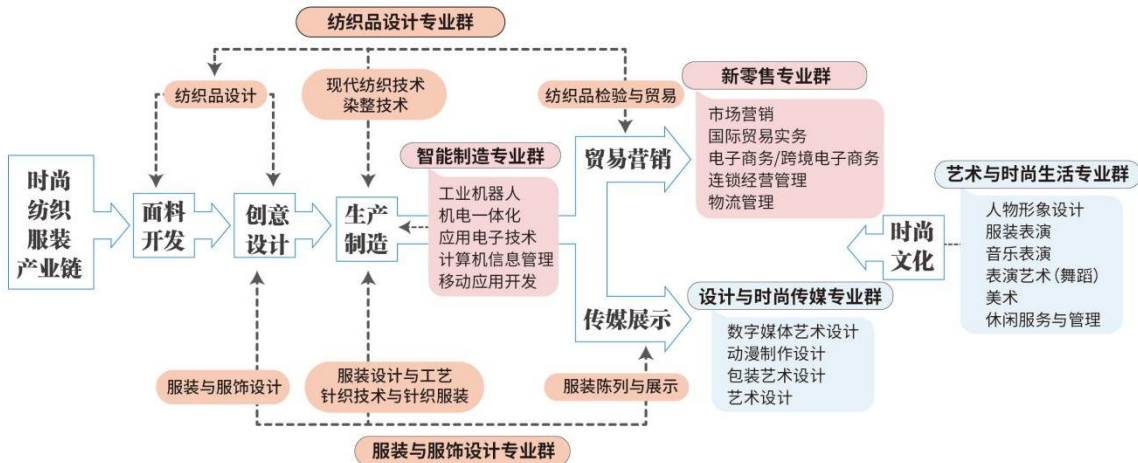 纺织品设计专业群
纺织品设计
现代纺织技术
染整技术
纺织品检验与贸易
新零售专业群
市场营销
国际贸易实务
电子商务/跨境电子商务
连锁经营管理
物流管理
智能制造专业群
工业机器人
机电一体化
应用电子技术
计算机信息管理
移动应用开发
贸易营销
时尚
纺织
服装
产业链
面料
开发
创意
设计
生产
制造
传媒展示
时尚
文化
艺术与时尚生活专业群
人物形象设计
服装表演
音乐表演
表演艺术(舞蹈)
美术
休闲服务与管理
设计与时尚传媒专业群
数字媒体艺术设计
动漫制作设计
包装艺术设计
艺术设计
服装与服饰设计
服装设计与工艺
针织技术与针织服装
服装陈列与展示
服装与服饰设计专业群